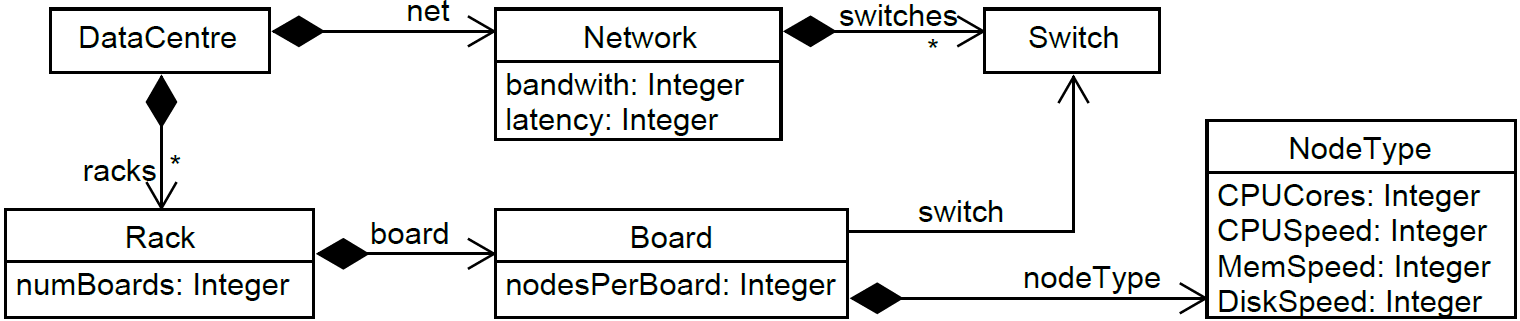 net
switches
DataCentre
Network
*
Switch
bandwith: Integer
latency: Integer
racks
*
NodeType
CPUCores: Integer
CPUSpeed: Integer
MemSpeed: Integer
DiskSpeed: Integer
Rack
numBoards: Integer
board
Board
nodesPerBoard: Integer
switch
nodeType